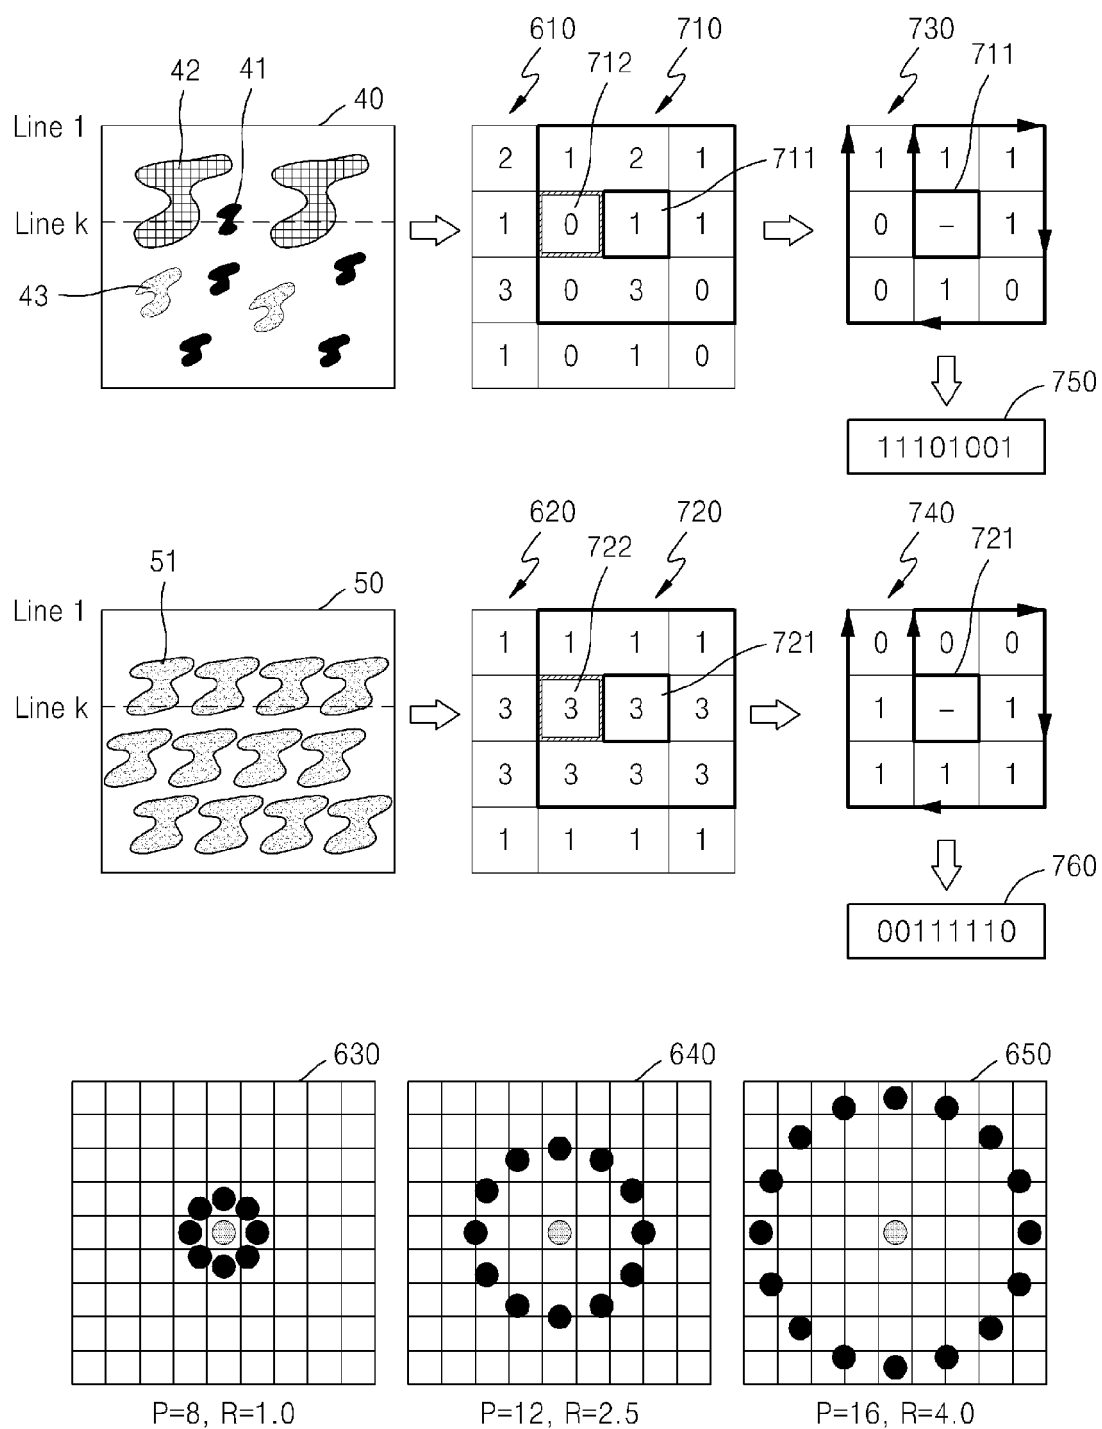 610
710
730
42
41
40
712
711
Line 1
2 1 2 1
711
1 1 1
Line k
1 0 1 1
0 – 1
43
3 0 3 0
0 1 0
1 0 1 0
750
11101001
620
720
740
51
50
722
721
Line 1
1 1 1 1
721
0 0 0
Line k
3 3 3 3
1 – 1
3 3 3 3
1 1 1
1 1 1 1
760
00111110
630
640
650
P=8, R=1.0
P=12, R=2.5
P=16, R=4.0